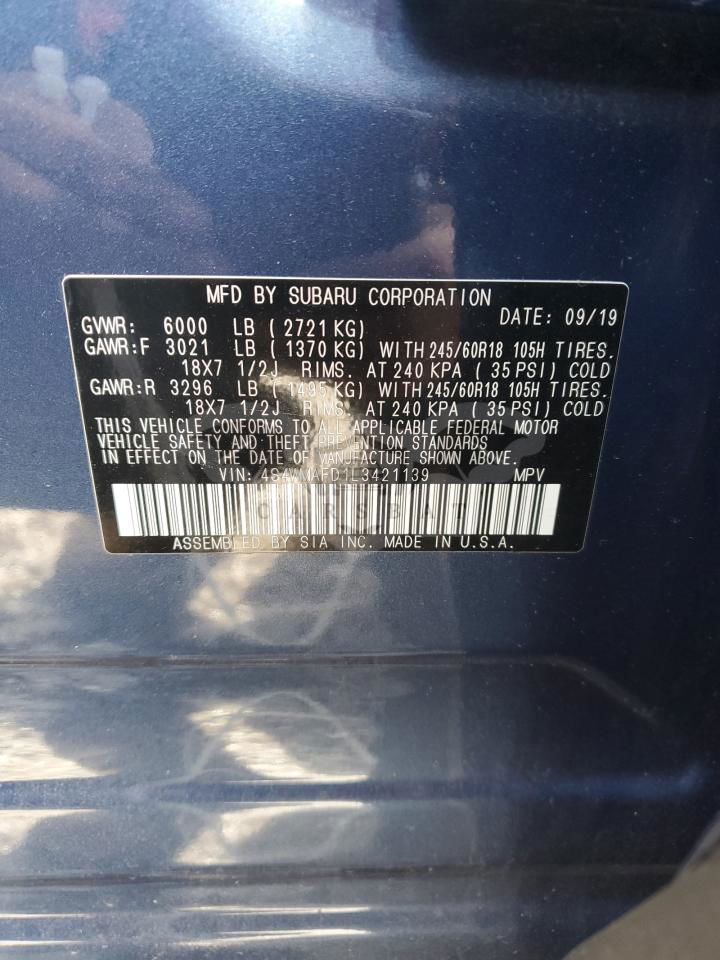 MFD BY SUBARU CORPORATION
DATE: 09/19
GVWR: 6000 LB ( 2721 KG)
GAWR:F 3021 LB ( 1370 KG) WITH 245/60R18 105H TIRES.
18X7 1/2J RIMS. AT 240 KPA ( 35 PSI) COLD
GAWR:R 3296 LB ( 1495 KG) WITH 245/60R18 105H TIRES.
18X7 1/2J RIMS. AT 240 KPA ( 35 PSI) COLD
THIS VEHICLE CONFORMS TO ALL APPLICABLE FEDERAL MOTOR
VEHICLE SAFETY AND THEFT PREVENTION STANDARDS
IN EFFECT ON THE DATE OF MANUFACTURE SHOWN ABOVE.
VIN: 4S4WMAFD1L3421139 MPV
CARSBAT
ASSEMBLED BY SIA INC. MADE IN U.S.A.